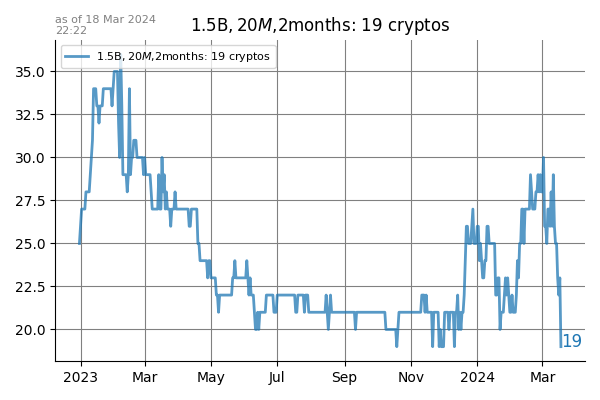 as of 18 Mar 2024
22:22
1.5B, 20M,2months: 19 cryptos
1.5B, 20M,2months: 19 cryptos
35.0
32.5
30.0
27.5
25.0
22.5
20.0
19
2023 Mar May Jul Sep Nov 2024 Mar